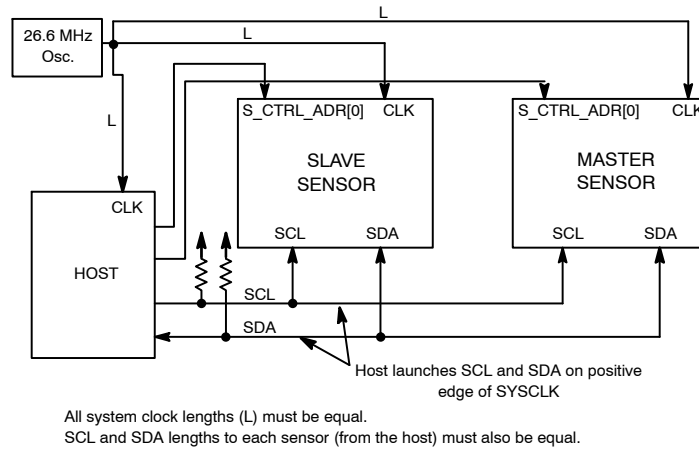 L
26.6 MHz
Osc.
L
L
S_CTRL_ADR[0] CLK
SLAVE
SENSOR
SCL SDA
S_CTRL_ADR[0] CLK
MASTER
SENSOR
SCL SDA
CLK
HOST
SCL
SDA
Host launches SCL and SDA on positive
edge of SYSCLK
All system clock lengths (L) must be equal.
SCL and SDA lengths to each sensor (from the host) must also be equal.